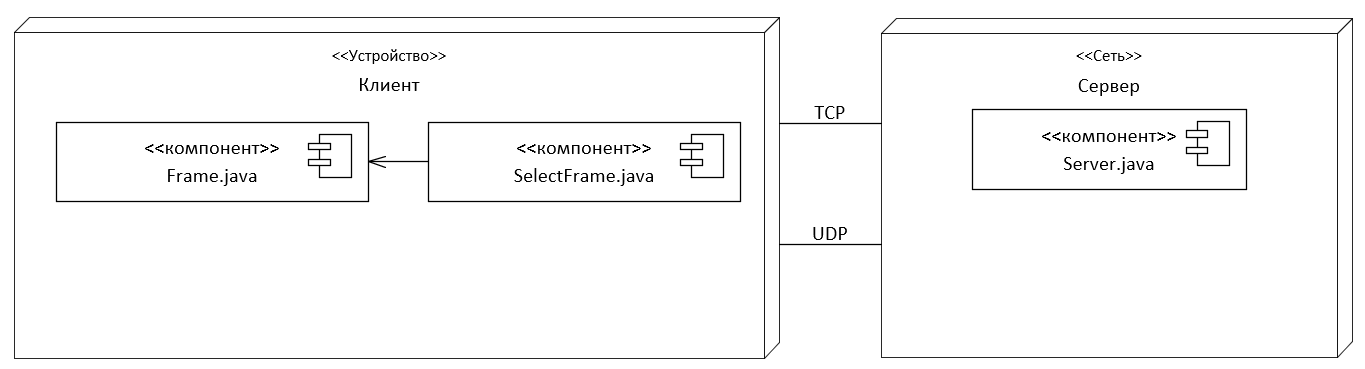 <<Устройство>>
Клиент
<<компонент>>
Frame.java
<<компонент>>
SelectFrame.java
TCP
UDP
<<Сеть>>
Сервер
<<компонент>>
Server.java